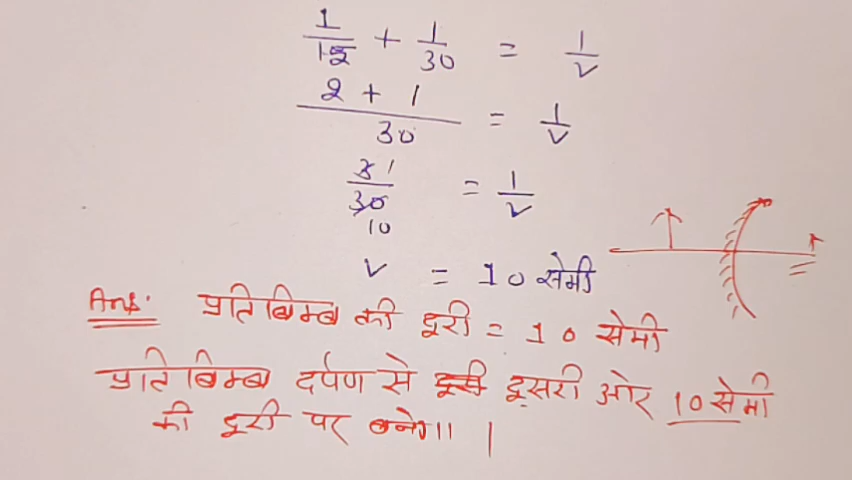 1/15 + 1/30 = 1/v
2 + 1/30 = 1/v
3 1/30 10 = 1/v
v = 10 सेमी
Ans. प्रतिबिम्ब की दूरी = 10 सेमी
प्रतिबिम्ब दर्पण से दूसरी ओर 10 सेमी
की दूरी पर बनेगा।